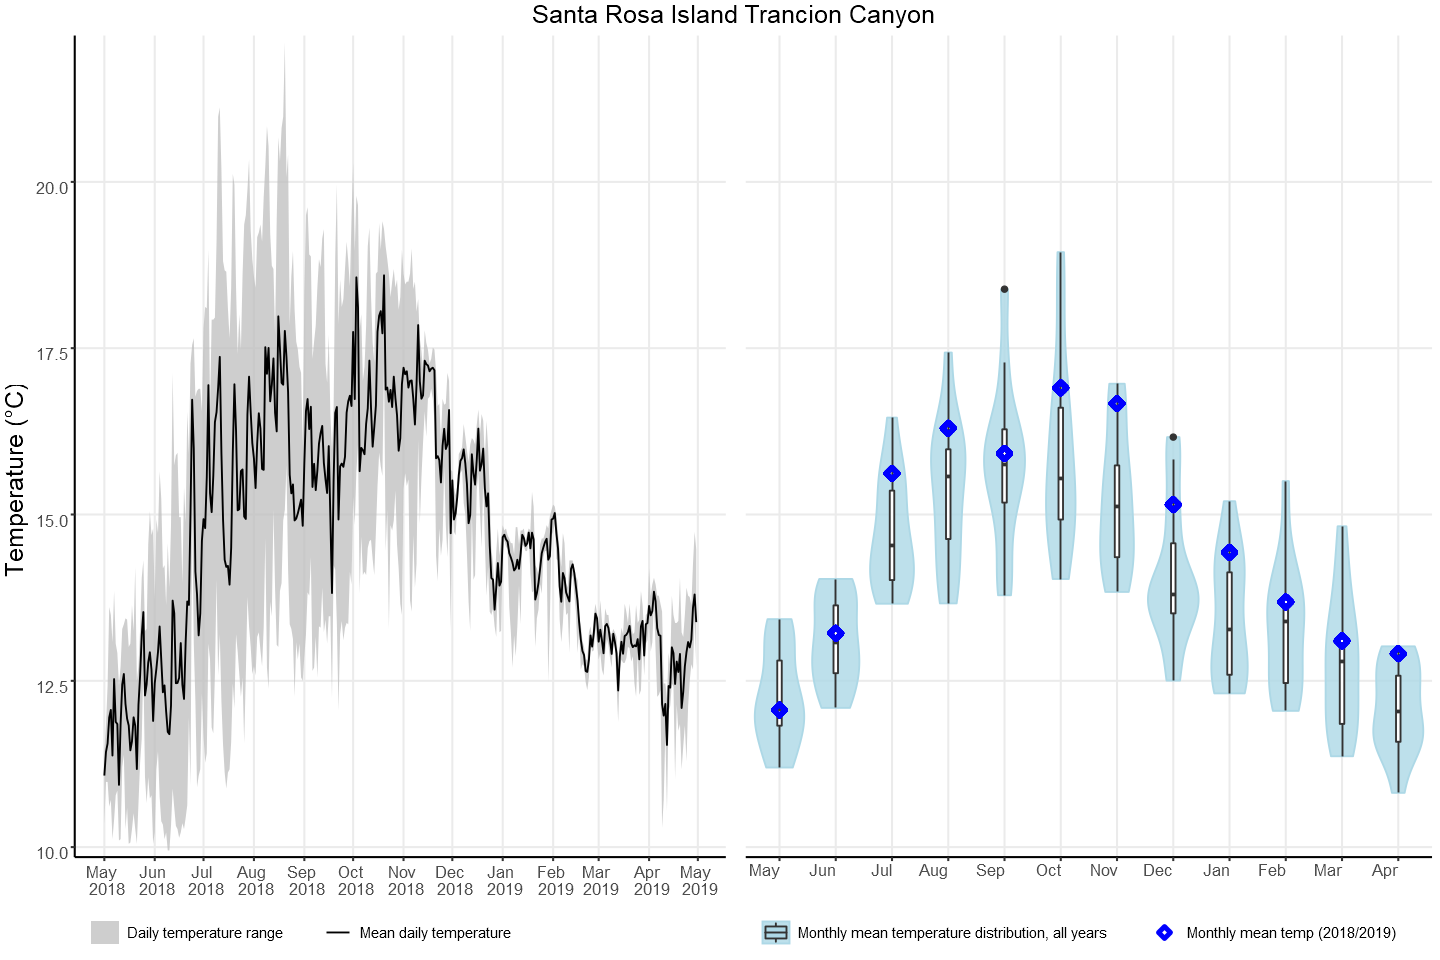 Santa Rosa Island Trancion Canyon
Temperature (°C)
20.0
17.5
15.0
12.5
10.0
May Jun Jul Aug Sep Oct Nov Dec Jan Feb Mar Apr May
2018 2018 2018 2018 2018 2018 2018 2018 2019 2019 2019 2019 2019
May Jun Jul Aug Sep Oct Nov Dec Jan Feb Mar Apr
Daily temperature range Mean daily temperature
Monthly mean temperature distribution, all years Monthly mean temp (2018/2019)